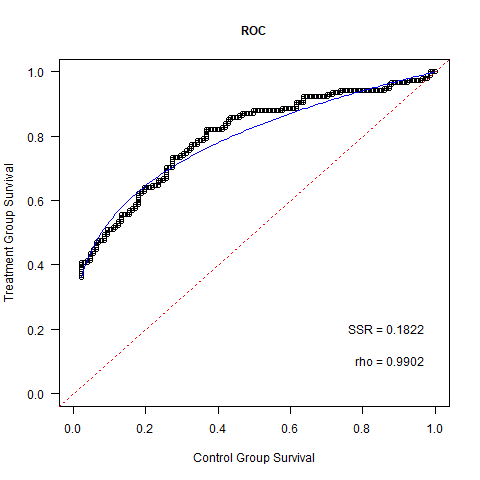 ROC
Treatment Group Survival
1.0
0.8
0.6
0.4
0.2
0.0
SSR = 0.1822
rho = 0.9902
0.0 0.2 0.4 0.6 0.8 1.0
Control Group Survival